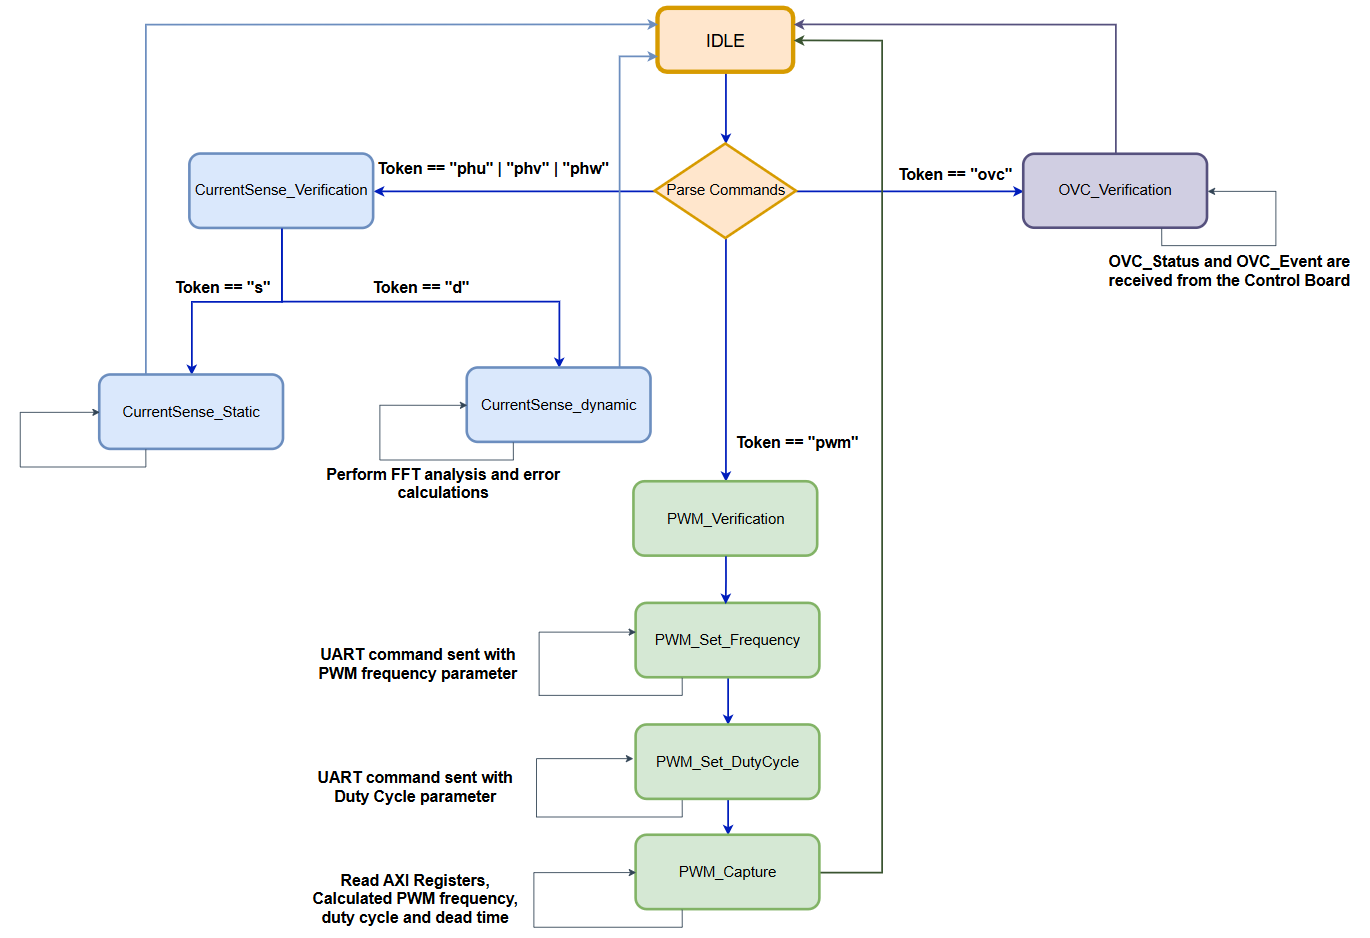 IDLE
Token == "phu" | "phv" | "phw"
Token == "ovc"
CurrentSense_Verification
Parse Commands
OVC_Verification
OVC_Status and OVC_Event are
received from the Control Board
Token == "s"
Token == "d"
CurrentSense_Static
CurrentSense_dynamic
Token == "pwm"
Perform FFT analysis and error
calculations
PWM_Verification
PWM_Set_Frequency
UART command sent with
PWM frequency parameter
PWM_Set_DutyCycle
UART command sent with
Duty Cycle parameter
PWM_Capture
Read AXI Registers,
Calculated PWM frequency,
duty cycle and dead time